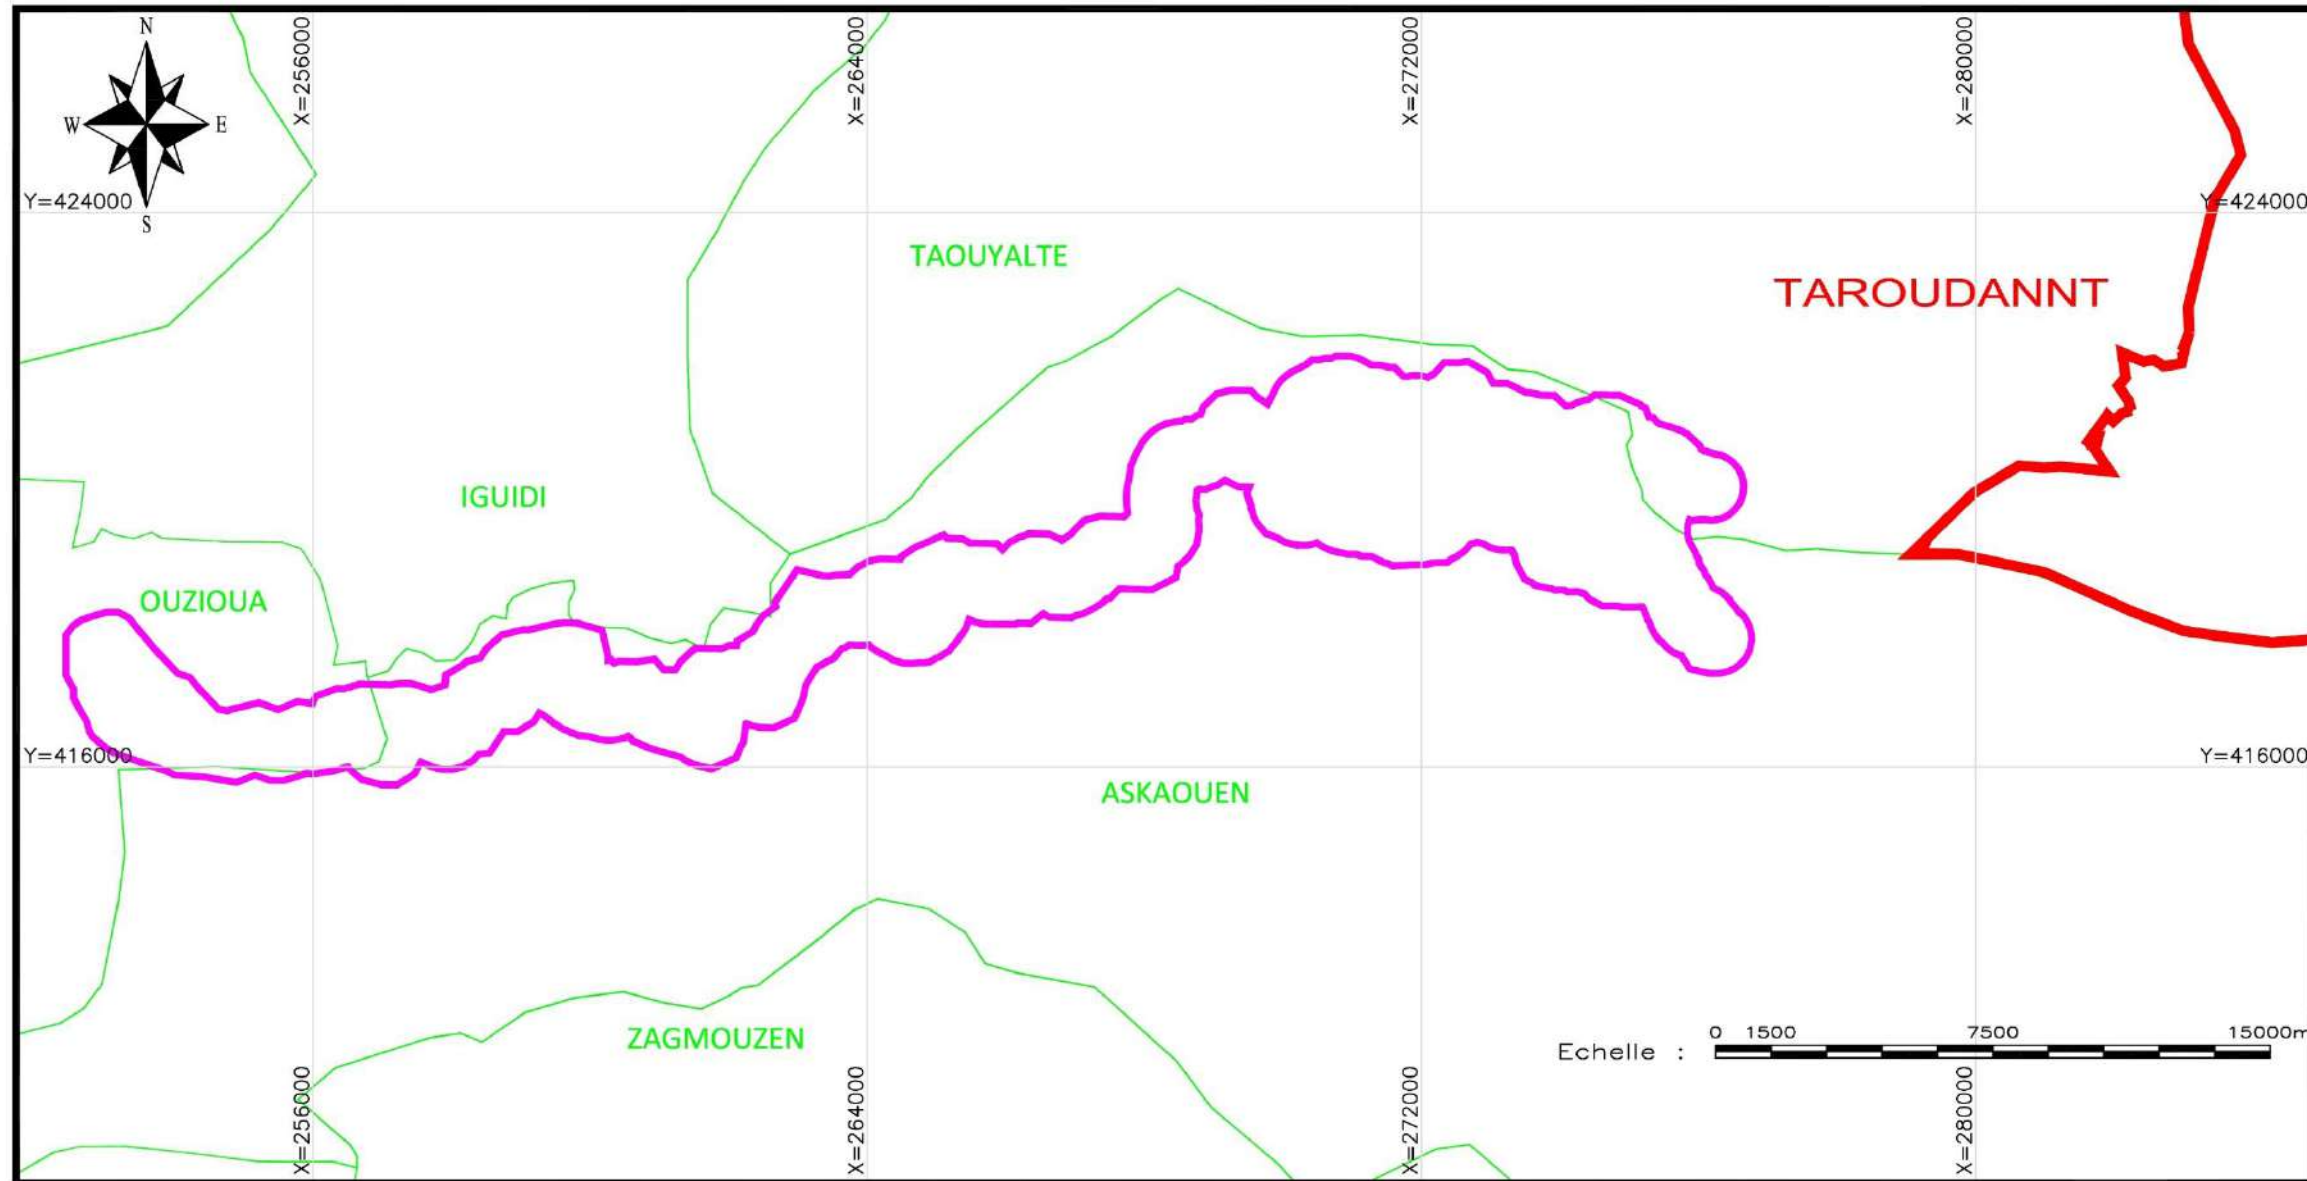 N
W E
S
X=256000
X=264000
X=272000
X=280000
Y=424000 Y=424000
TAOUYALTE
TAROUDANNT
IGUIDI
OUZIOUA
Y=416000 Y=416000
ASKAOUEN
ZAGMOUZEN
0 1500 7500 15000m
Echelle :
X=256000
X=264000
X=272000
X=280000